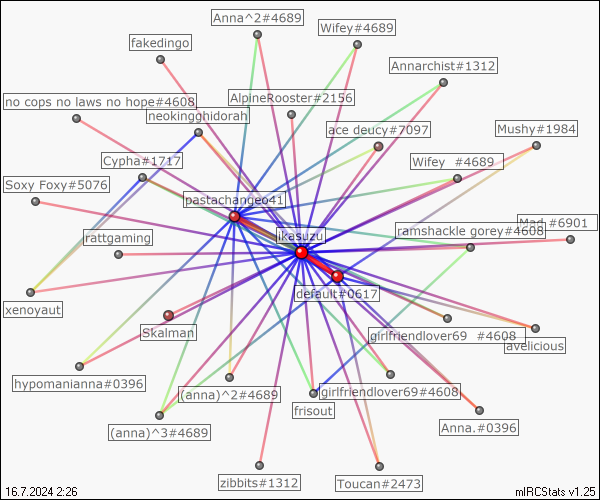 Anna^2#4689
Wifey#4689
fakedingo
Annarchist#1312
no cops no laws no hope#4608
AlpineRooster#2156
neokingghidorah
ace deucy#7097
Mushy#1984
Cypha#1717
Wifey  #4689
Soxy Foxy#5076
pastachangeo41
Mad #6901
rattgaming
ikasuzu
ramshackle gorey#4608
default#0617
xenoyaut
Skalman
girlfriendlover69  #4608
avelicious
hypomanianna#0396
(anna)^2#4689
girlfriendlover69#4608
frisout
(anna)^3#4689
Anna.#0396
zibbits#1312
Toucan#2473
16.7.2024 2:26
mIRCStats v1.25